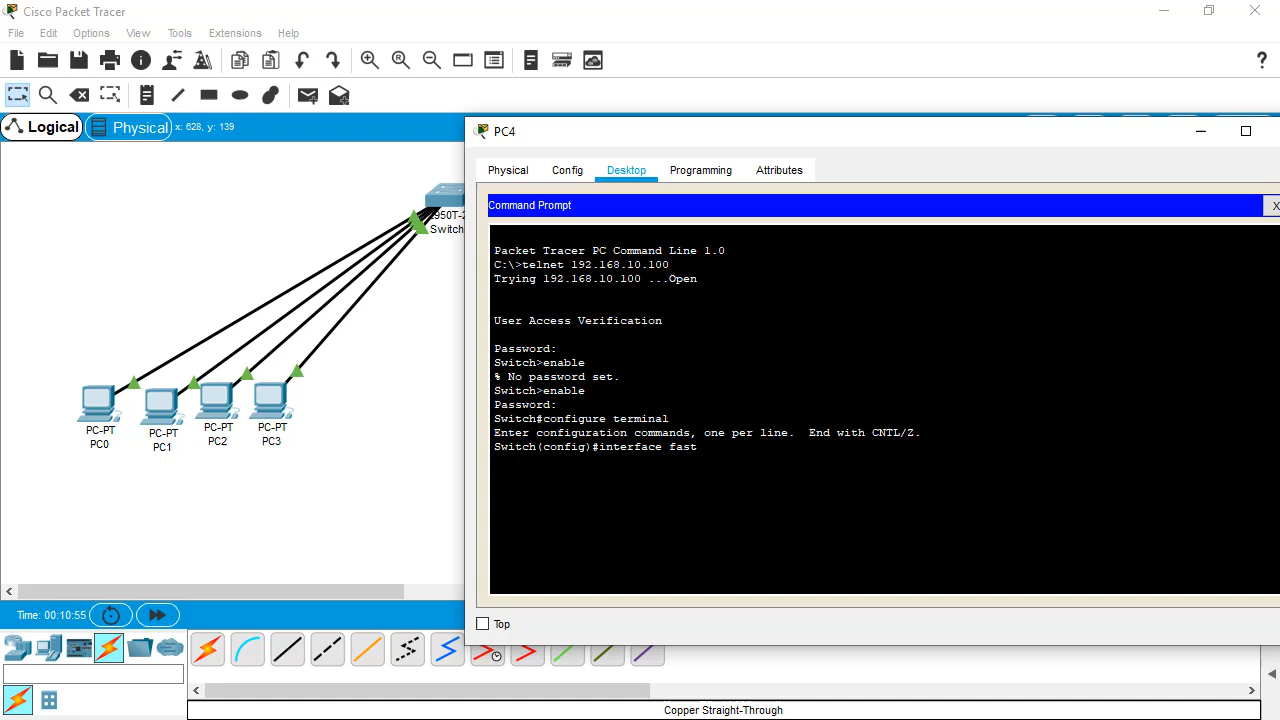 Cisco Packet Tracer
File Edit Options View Tools Extensions Help
Logical Physical x: 628, y: 139
PC4
Physical Config Desktop Programming Attributes
Command Prompt
X
Packet Tracer PC Command Line 1.0
C:\>telnet 192.168.10.100
Trying 192.168.10.100 ...Open
User Access Verification
Password:
Switch>enable
% No password set.
Switch>enable
Password:
Switch#configure terminal
Enter configuration commands, one per line.  End with CNTL/Z.
Switch(config)#interface fast
Switch
PC-PT
PC0
PC-PT
PC1
PC-PT
PC2
PC-PT
PC3
Top
Time: 00:10:55
Copper Straight-Through